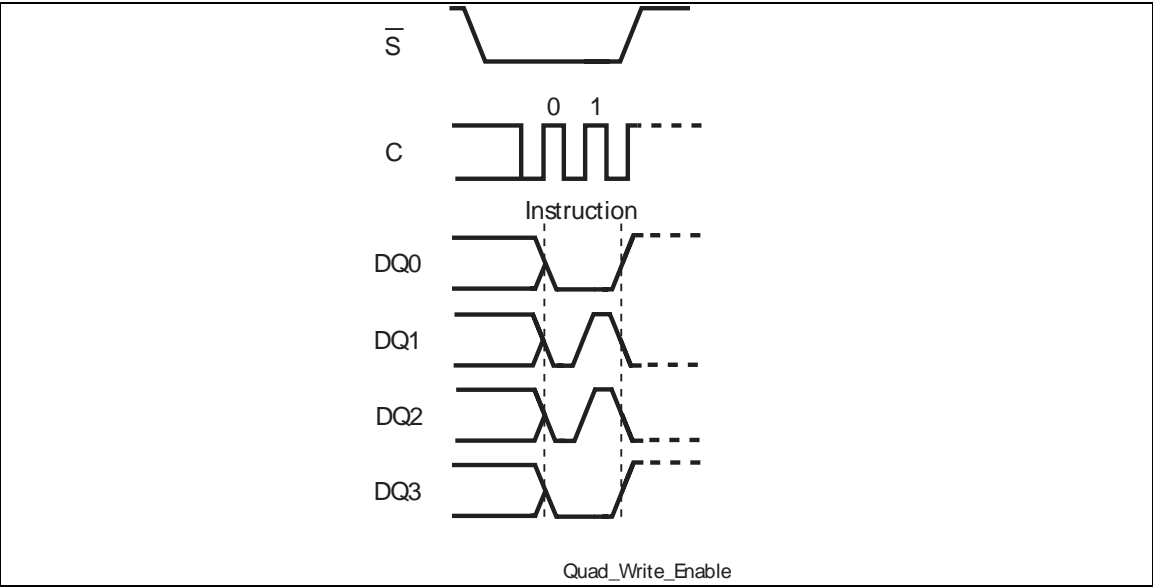 S
0 1
C
Instruction
DQ0
DQ1
DQ2
DQ3
Quad_Write_Enable